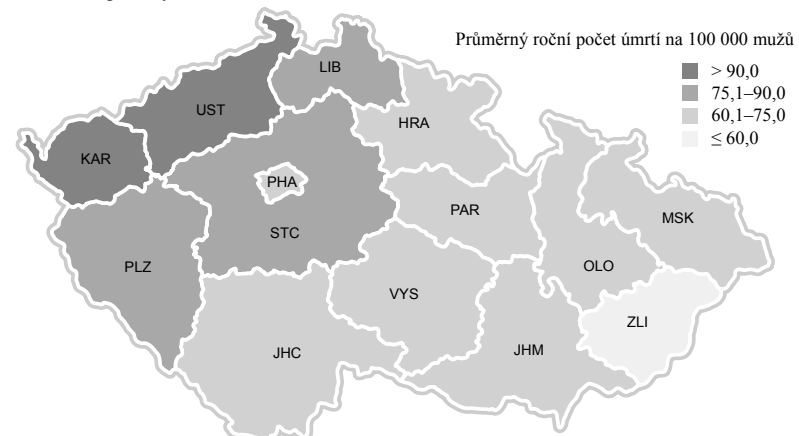 Průměrný roční počet úmrtí na 100 000 mužů
> 90,0
75,1–90,0
60,1–75,0
≤ 60,0
LIB
UST
HRA
KAR
PHA
PAR
MSK
STC
PLZ
OLO
VYS
ZLI
JHC
JHM